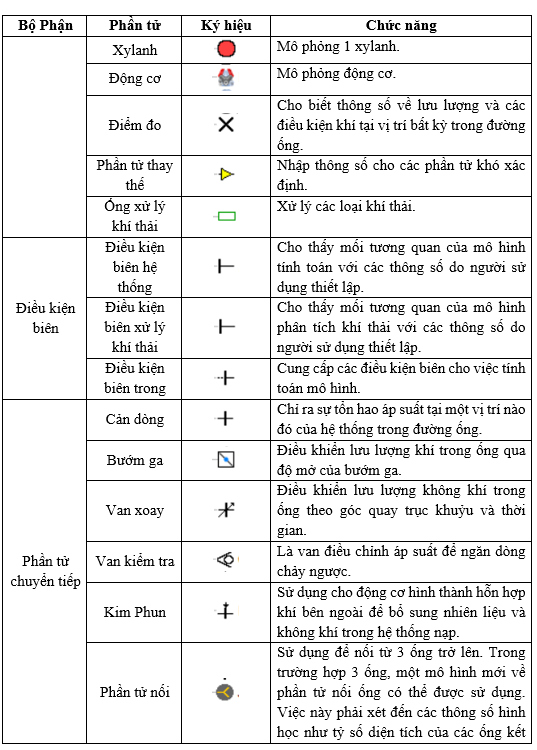 Bộ Phận Phần tử Ký hiệu Chức năng
Xylanh
Mô phỏng 1 xylanh.
Động cơ
Mô phỏng động cơ.
Điểm đo
Cho biết thông số về lưu lượng và các
điều kiện khí tại vị trí bất kỳ trong đường
ống.
Phần tử thay
thế
Nhập thông số cho các phần tử khó xác
định.
Ống xử lý
khí thải
Xử lý các loại khí thải.
Điều kiện
biên
Điều kiện
biên hệ
thống
Cho thấy mối tương quan của mô hình
tính toán với các thông số do người sử
dụng thiết lập.
Điều kiện
biên xử lý
khí thải
Cho thấy mối tương quan của mô hình
phân tích khí thải với các thông số do
người sử dụng thiết lập.
Điều kiện
biên trong
Cung cấp các điều kiện biên cho việc tính
toán mô hình.
Phần tử
chuyển tiếp
Cản dòng
Chỉ ra sự tổn hao áp suất tại một vị trí nào
đó của hệ thống trong đường ống.
Bướm ga
Điều khiển lưu lượng khí trong ống qua
độ mở của bướm ga.
Van xoay
Điều khiển lưu lượng không khí trong
ống theo góc quay trục khuỷu và thời
gian.
Van kiểm tra
Là van điều chỉnh áp suất để ngăn dòng
chảy ngược.
Kim Phun
Sử dụng cho động cơ hình thành hỗn hợp
khí bên ngoài để bổ sung nhiên liệu và
không khí trong hệ thống nạp.
Phần tử nối
Sử dụng để nối từ 3 ống trở lên. Trong
trường hợp 3 ống, một mô hình mới về
phần tử nối ống có thể được sử dụng.
Việc này phải xét đến các thông số hình
học như tỷ số diện tích của các ống kết